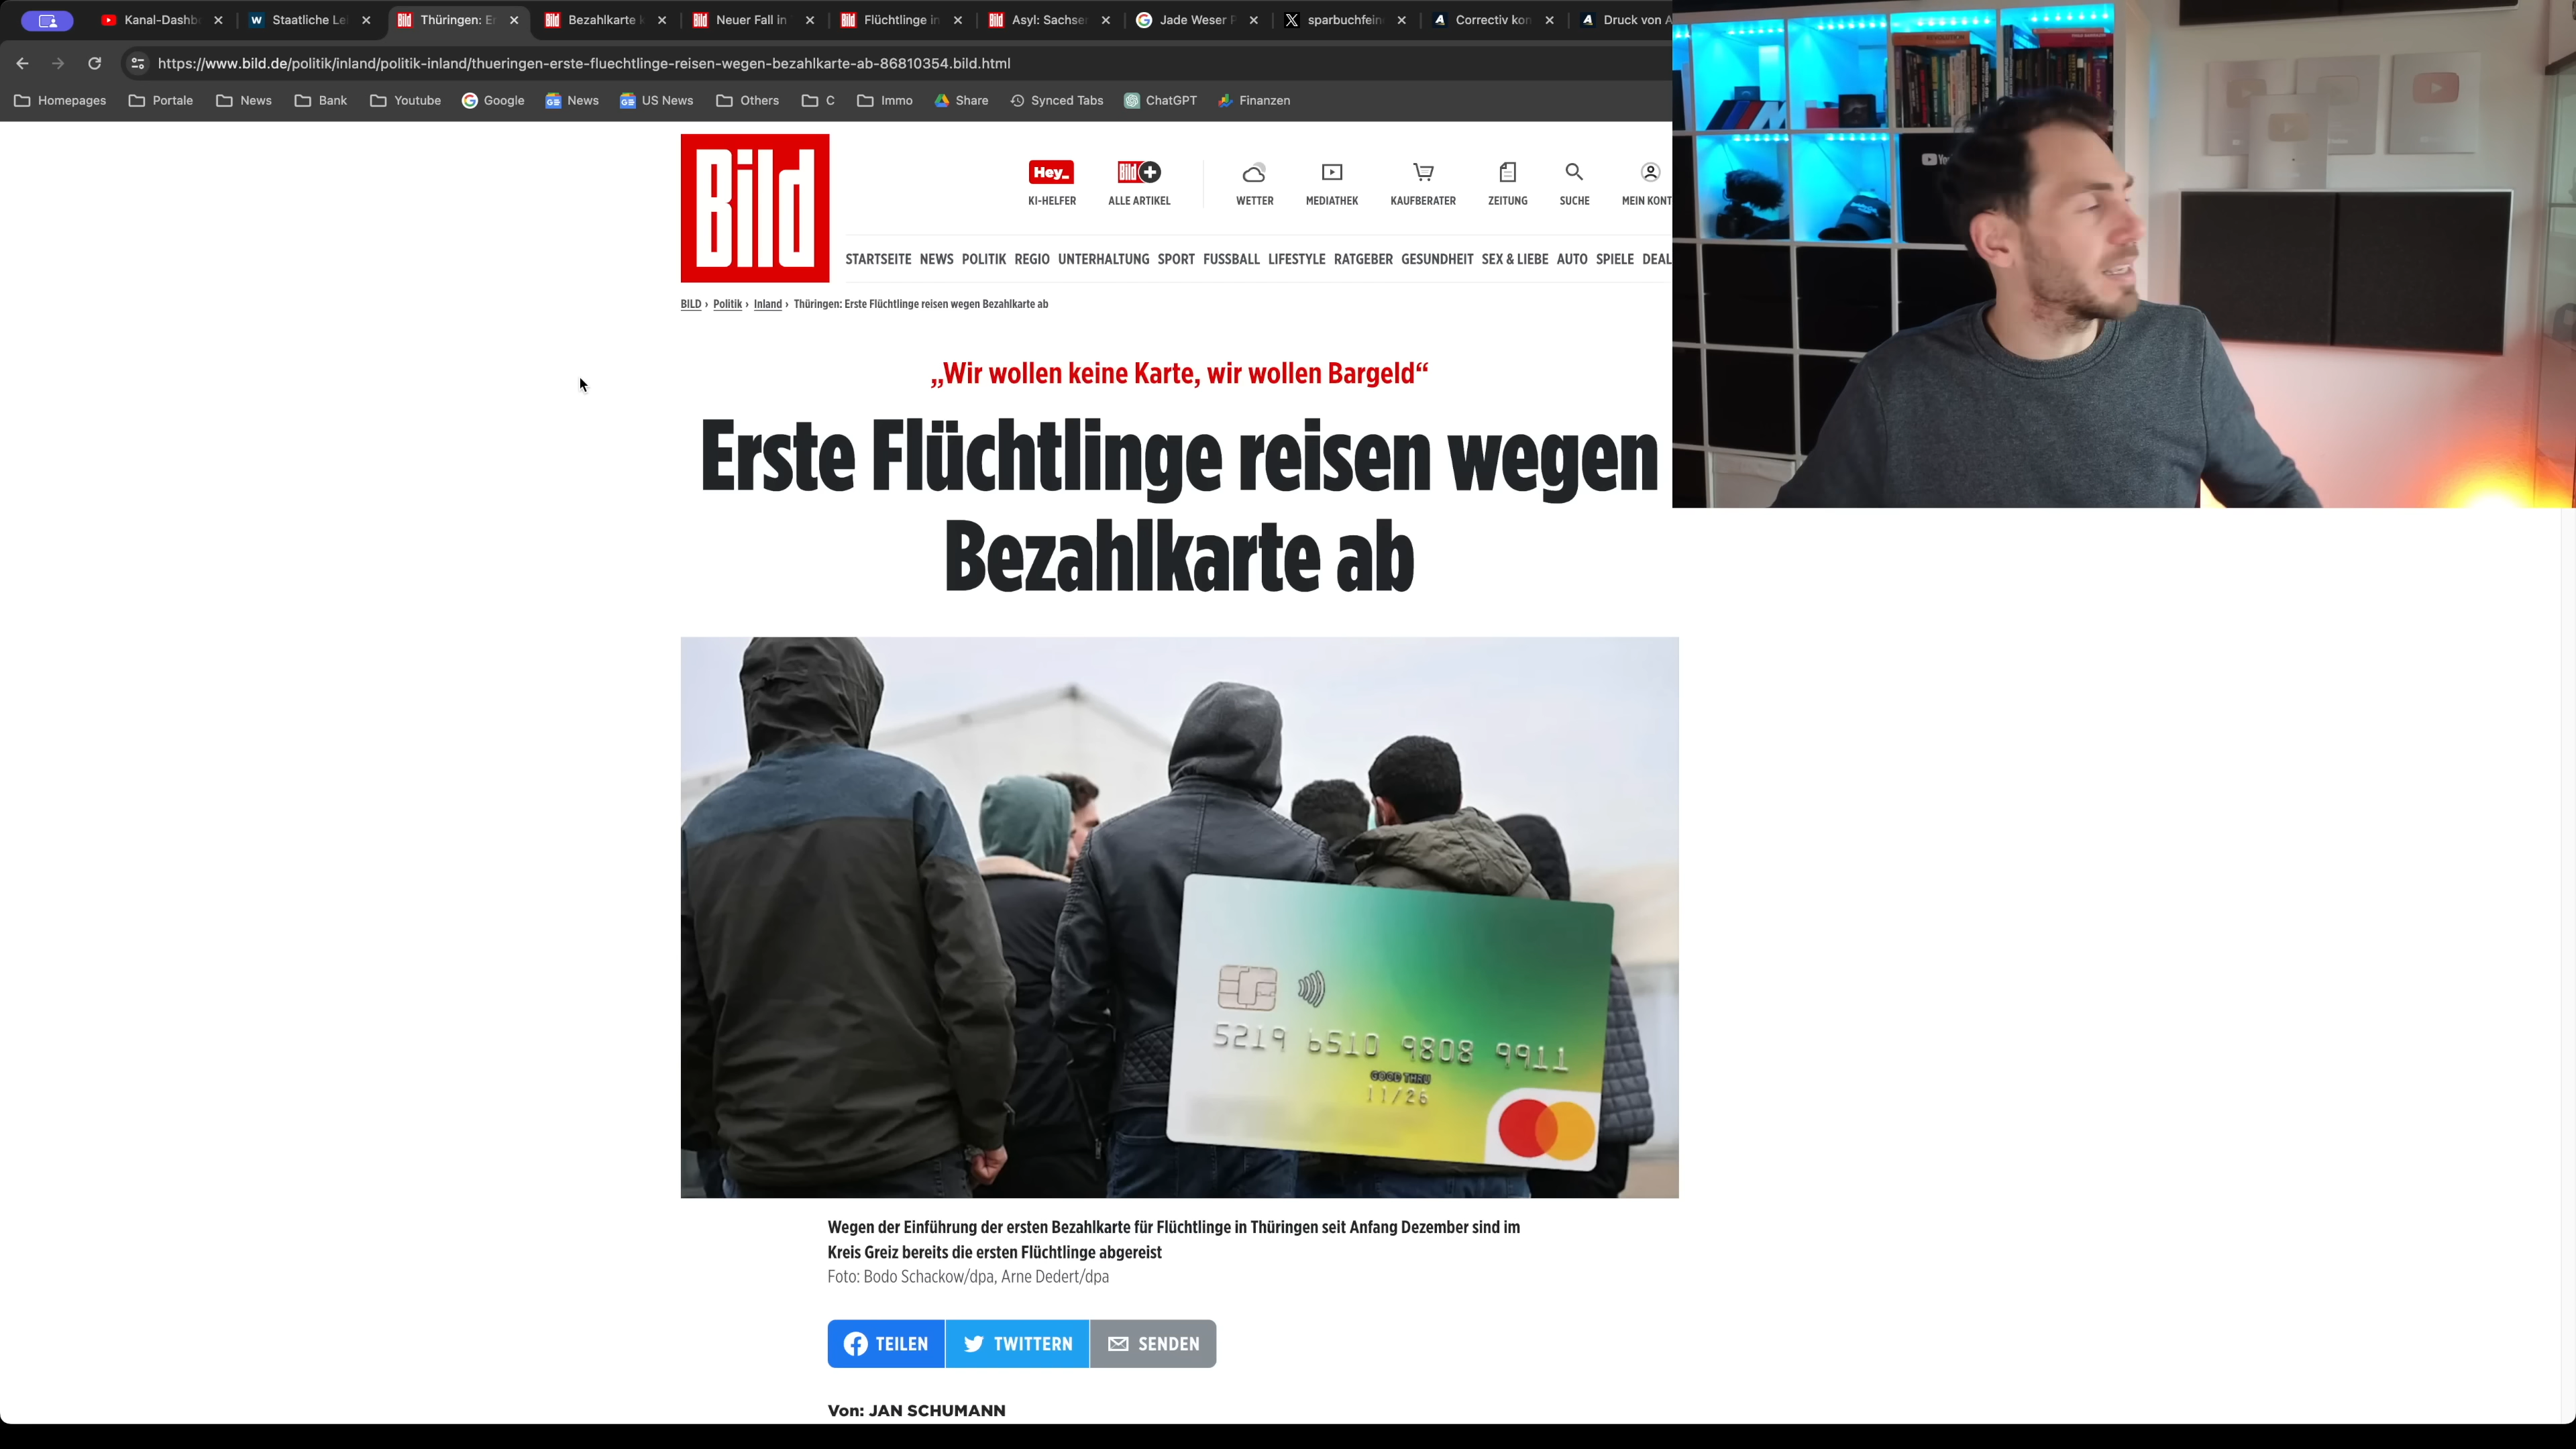 Kanal-Dashb
Staatliche Lei
Thüringen: Er
Bezahlkarte k
Neuer Fall in
Flüchtlinge in
Asyl: Sachsen
Jade Weser P
sparbuchfein
Correctiv kor
Druck von A
https://www.bild.de/politik/inland/politik-inland/thueringen-erste-fluechtlinge-reisen-wegen-bezahlkarte-ab-86810354.bild.html
Homepages Portale News Bank Youtube Google News US News Others C Immo Share Synced Tabs ChatGPT Finanzen
Bild
Hey_
KI-HELFER
Bild+
ALLE ARTIKEL
WETTER
MEDIATHEK
KAUFBERATER
ZEITUNG
SUCHE
MEIN KONT
STARTSEITE NEWS POLITIK REGIO UNTERHALTUNG SPORT FUSSBALL LIFESTYLE RATGEBER GESUNDHEIT SEX & LIEBE AUTO SPIELE DEAL
BILD › Politik › Inland › Thüringen: Erste Flüchtlinge reisen wegen Bezahlkarte ab
„Wir wollen keine Karte, wir wollen Bargeld“
Erste Flüchtlinge reisen wegen
Bezahlkarte ab
5219 6510 9808 9911
GOOD THRU
11/26
Wegen der Einführung der ersten Bezahlkarte für Flüchtlinge in Thüringen seit Anfang Dezember sind im
Kreis Greiz bereits die ersten Flüchtlinge abgereist
Foto: Bodo Schackow/dpa, Arne Dedert/dpa
TEILEN
TWITTERN
SENDEN
Von: JAN SCHUMANN